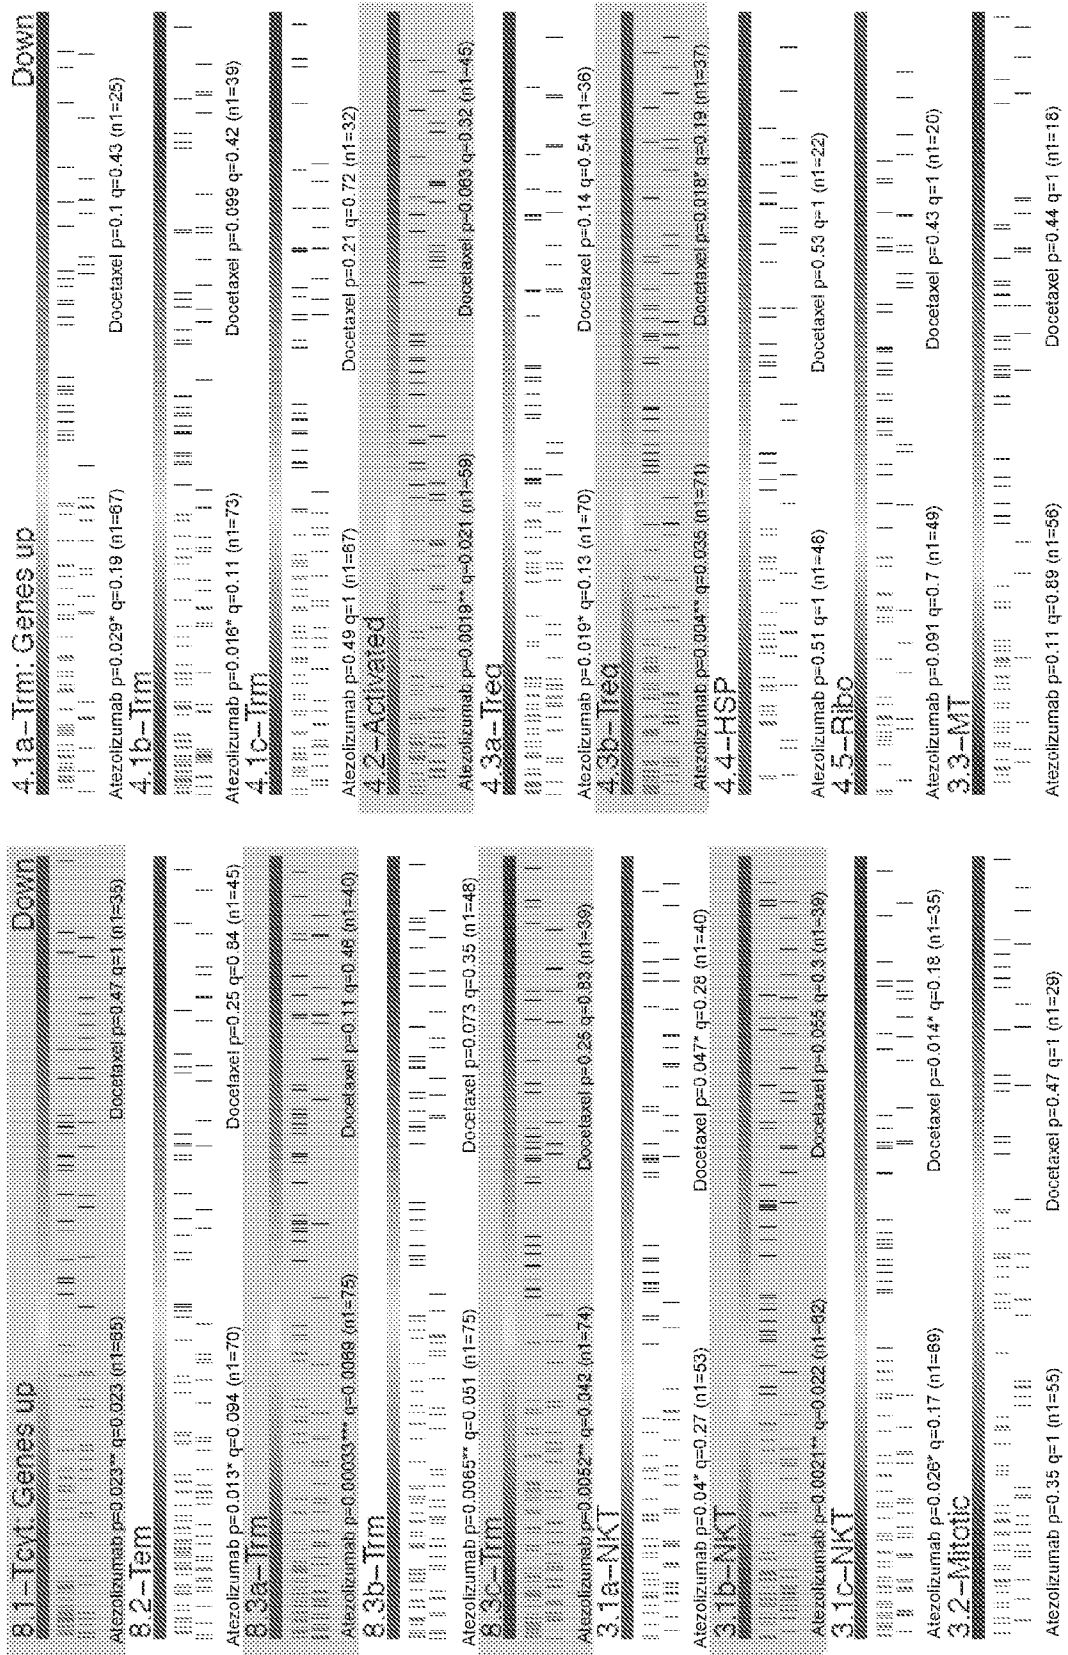 8.1-Tcyt: Genes up Down
Atezolizumab p=0.023** q=0.023 (n1=65) Docetaxel p=0.47 q=1 (n1=35)
8.2-Tem
Atezolizumab p=0.013* q=0.094 (n1=70) Docetaxel p=0.25 q=0.84 (n1=45)
8.3a-Trm
Atezolizumab p=0.00033*** q=0.0069 (n1=75) Docetaxel p=0.11 q=0.46 (n1=40)
8.3b-Trm
Atezolizumab p=0.0065** q=0.051 (n1=75) Docetaxel p=0.073 q=0.35 (n1=48)
8.3c-Trm
Atezolizumab p=0.0052** q=0.042 (n1=74) Docetaxel p=0.25 q=0.83 (n1=39)
3.1a-NKT
Atezolizumab p=0.04* q=0.27 (n1=53) Docetaxel p=0.047* q=0.28 (n1=40)
3.1b-NKT
Atezolizumab p=0.0021** q=0.022 (n1=62) Docetaxel p=0.055 q=0.3 (n1=39)
3.1c-NKT
Atezolizumab p=0.026* q=0.17 (n1=69) Docetaxel p=0.014* q=0.18 (n1=35)
3.2-Mitotic
Atezolizumab p=0.35 q=1 (n1=55) Docetaxel p=0.47 q=1 (n1=29)
4.1a-Trm: Genes up Down
Atezolizumab p=0.029* q=0.19 (n1=67) Docetaxel p=0.1 q=0.43 (n1=25)
4.1b-Trm
Atezolizumab p=0.016* q=0.11 (n1=73) Docetaxel p=0.099 q=0.42 (n1=39)
4.1c-Trm
Atezolizumab p=0.49 q=1 (n1=67) Docetaxel p=0.21 q=0.72 (n1=32)
4.2-Activated
Atezolizumab p=0.0019** q=0.021 (n1=59) Docetaxel p=0.063 q=0.32 (n1=45)
4.3a-Treg
Atezolizumab p=0.019* q=0.13 (n1=70) Docetaxel p=0.14 q=0.54 (n1=36)
4.3b-Treg
Atezolizumab p=0.004** q=0.035 (n1=71) Docetaxel p=0.018* q=0.19 (n1=37)
4.4-HSP
Atezolizumab p=0.51 q=1 (n1=46) Docetaxel p=0.53 q=1 (n1=22)
4.5-Ribo
Atezolizumab p=0.091 q=0.7 (n1=49) Docetaxel p=0.43 q=1 (n1=20)
3.3-MT
Atezolizumab p=0.11 q=0.89 (n1=56) Docetaxel p=0.44 q=1 (n1=18)